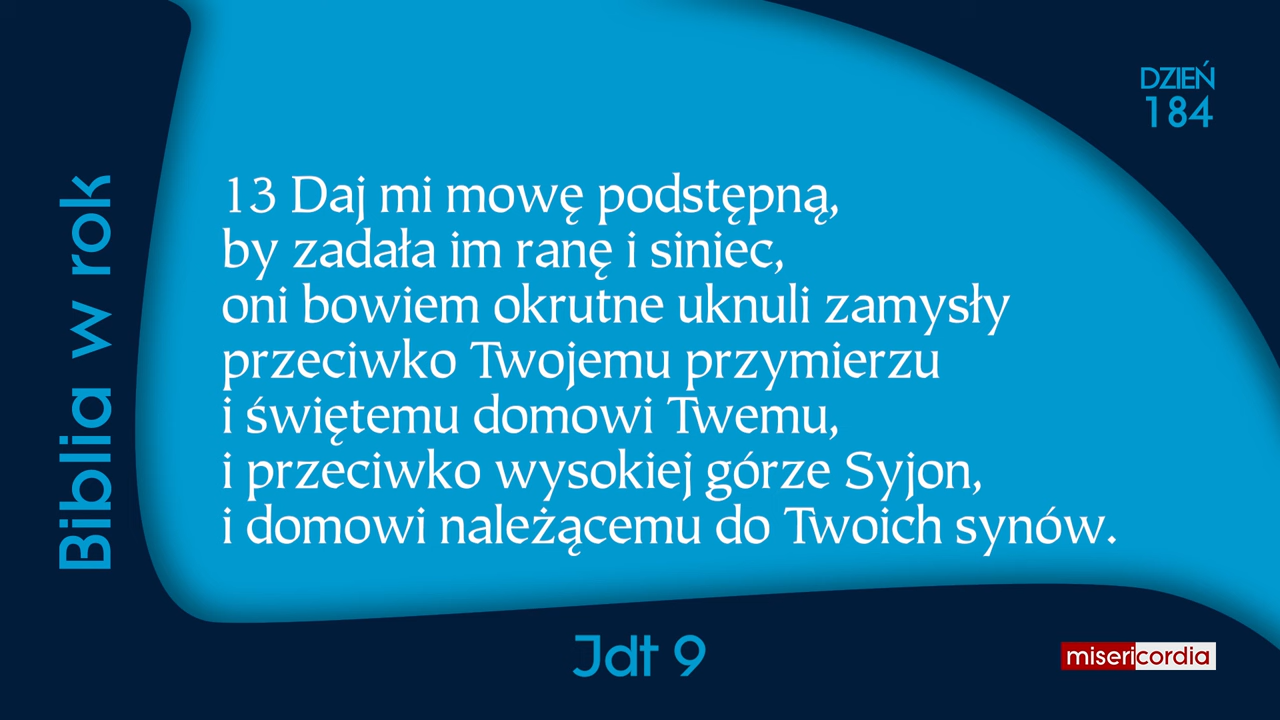 DZIEŃ
184
Biblia w rok
13 Daj mi mowę podstępną,
by zadała im ranę i siniec,
oni bowiem okrutne uknuli zamysły
przeciwko Twojemu przymierzu
i świętemu domowi Twemu,
i przeciwko wysokiej górze Syjon,
i domowi należącemu do Twoich synów.
Jdt 9
misericordia